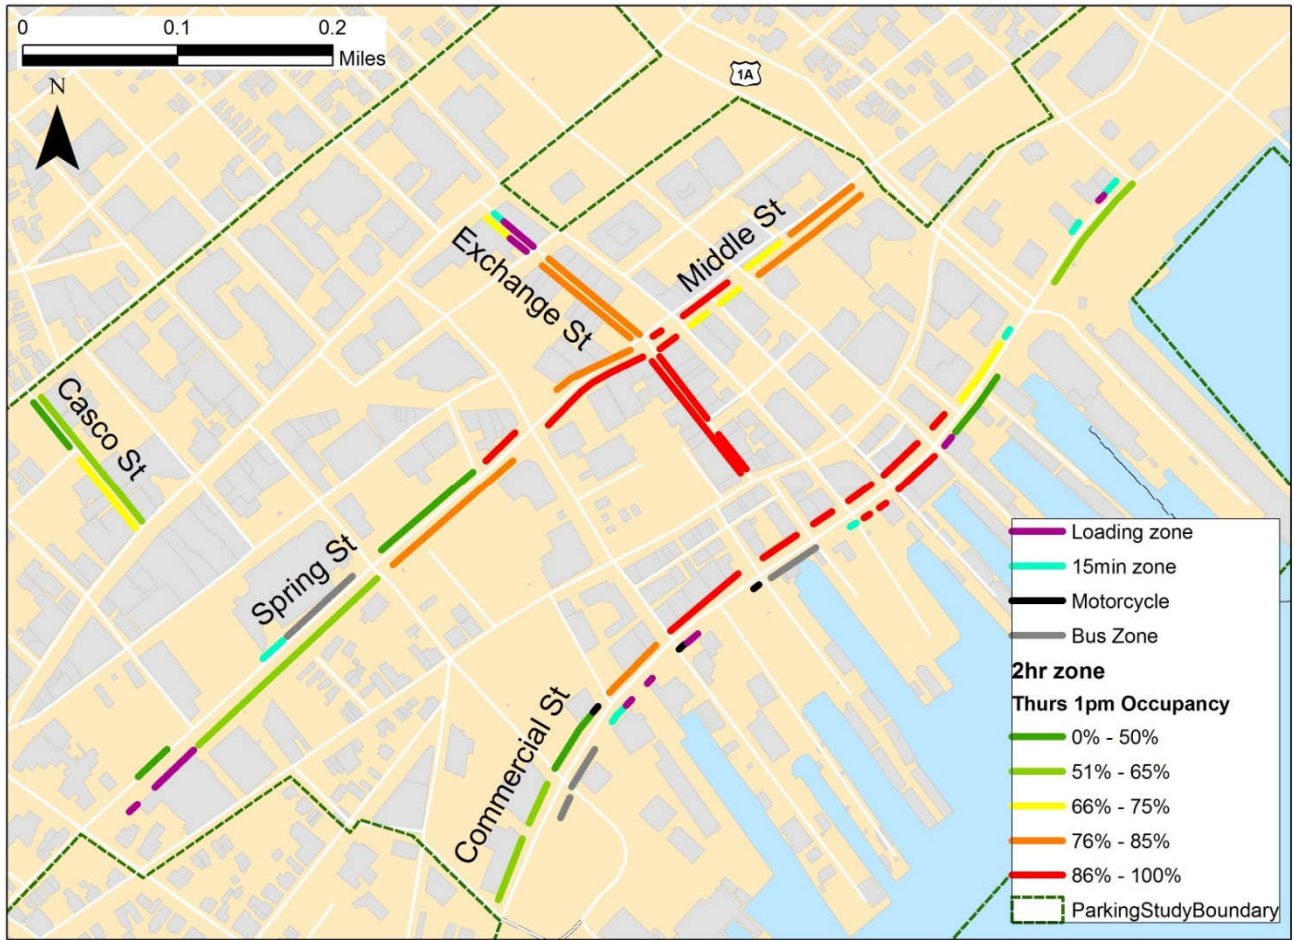 0 0.1 0.2
Miles
N
1A
Middle St
Exchange St
Casco St
Spring St
Commercial St
Loading zone
15min zone
Motorcycle
Bus Zone
2hr zone
Thurs 1pm Occupancy
0% - 50%
51% - 65%
66% - 75%
76% - 85%
86% - 100%
ParkingStudyBoundary